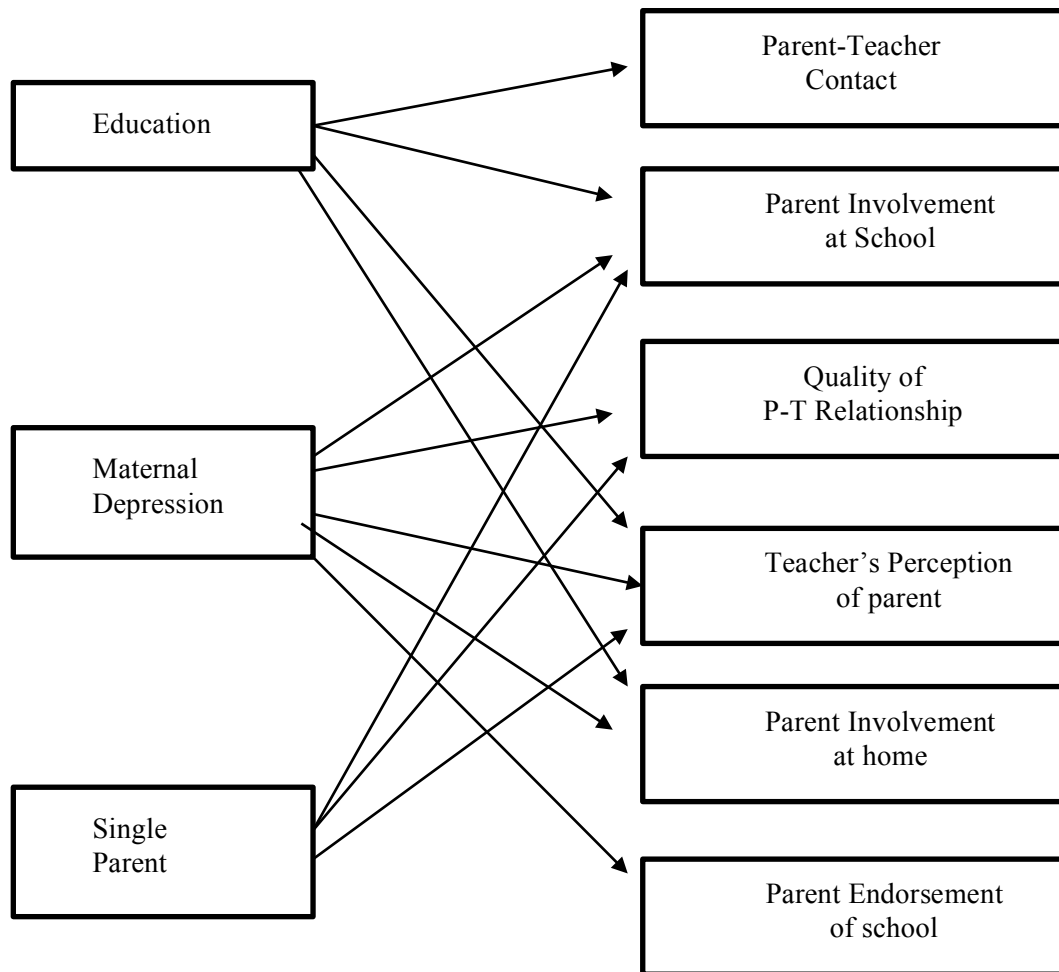 Parent-Teacher
Contact
Education
Parent Involvement
at School
Quality of
P-T Relationship
Maternal
Depression
Teacher’s Perception
of parent
Parent Involvement
at home
Single
Parent
Parent Endorsement
of school